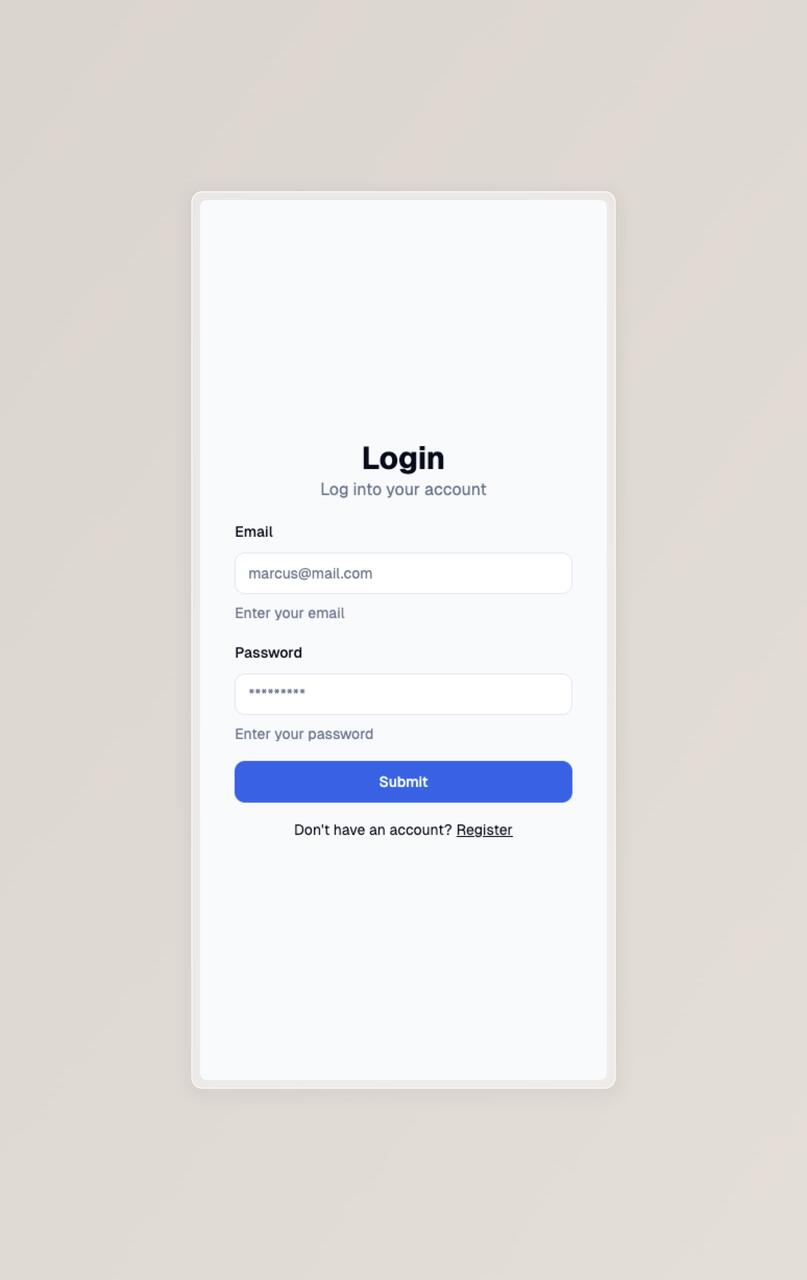 Login
Log into your account
Email
marcus@mail.com
Enter your email
Password
*********
Enter your password
Submit
Don't have an account? Register